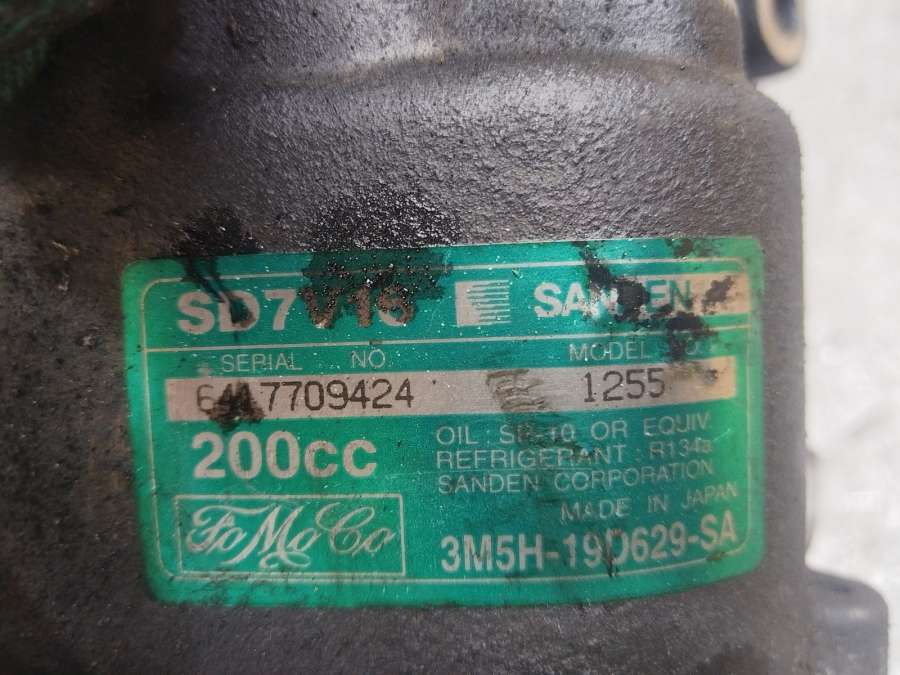 SD7V16 SANDEN
SERIAL NO. MODEL NO.
1255
200cc
OIL : SP-10 OR EQUIV.
REFRIGERANT : R134a
SANDEN CORPORATION
MADE IN JAPAN
FoMoCo
3M5H-19D629-SA